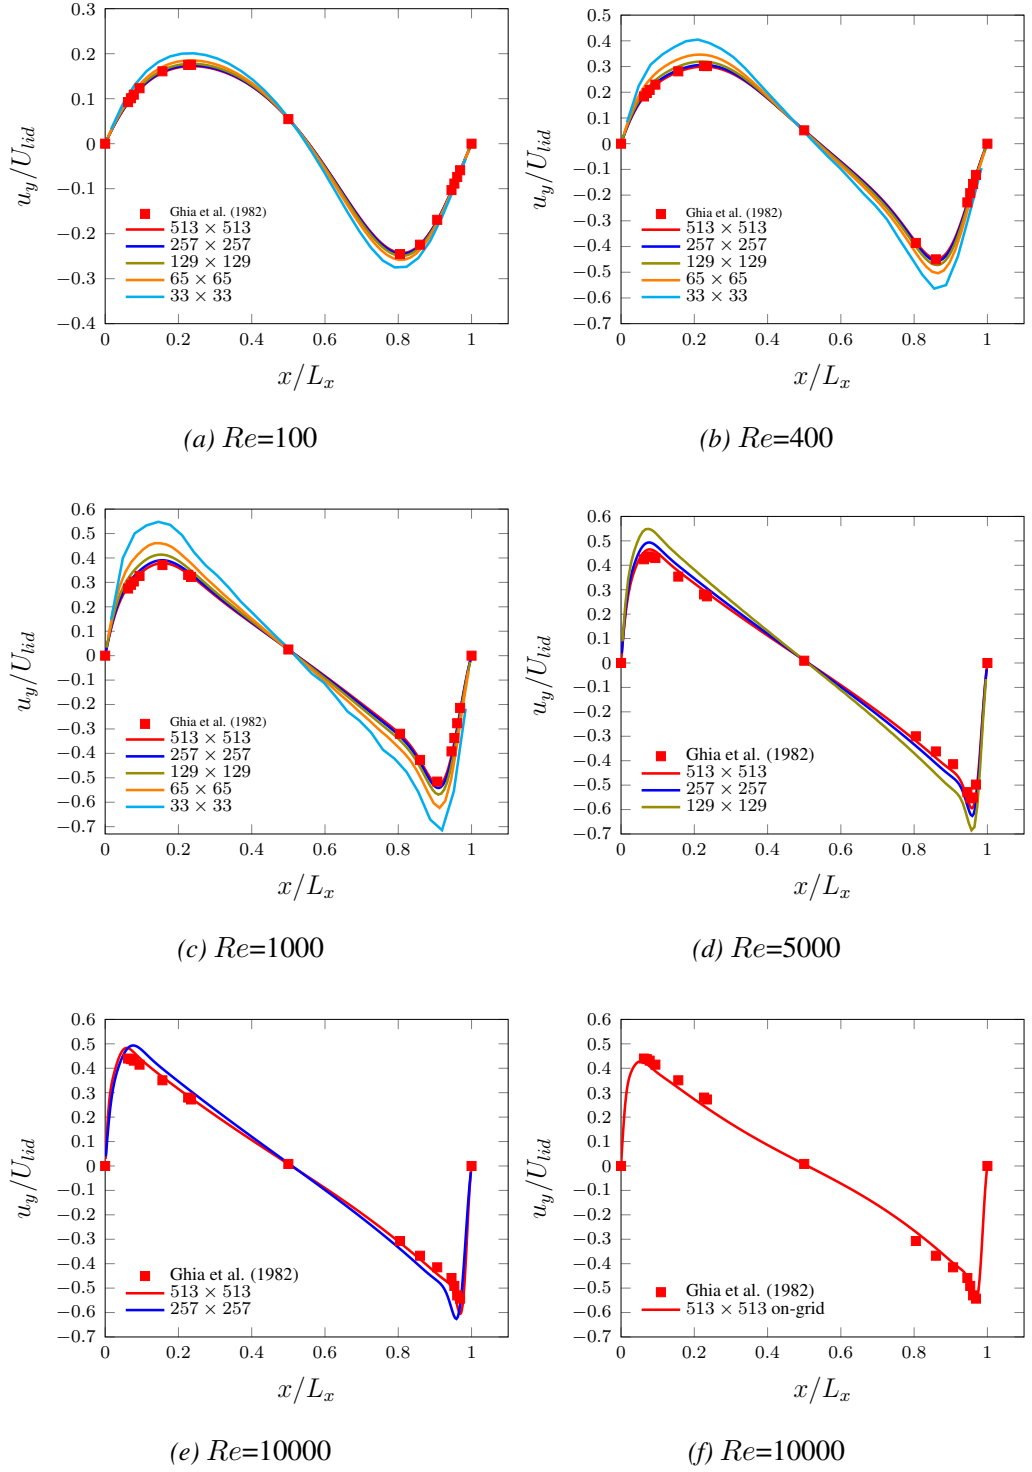 0.3
0.2
0.1
0
−0.1
−0.2
−0.3
−0.4
u_y/U_lid
Ghia et al. (1982)
513 × 513
257 × 257
129 × 129
65 × 65
33 × 33
0 0.2 0.4 0.6 0.8 1
x/L_x
(a) Re=100
0.5
0.4
0.3
0.2
0.1
0
−0.1
−0.2
−0.3
−0.4
−0.5
−0.6
−0.7
u_y/U_lid
Ghia et al. (1982)
513 × 513
257 × 257
129 × 129
65 × 65
33 × 33
0 0.2 0.4 0.6 0.8 1
x/L_x
(b) Re=400
0.6
0.5
0.4
0.3
0.2
0.1
0
−0.1
−0.2
−0.3
−0.4
−0.5
−0.6
−0.7
u_y/U_lid
Ghia et al. (1982)
513 × 513
257 × 257
129 × 129
65 × 65
33 × 33
0 0.2 0.4 0.6 0.8 1
x/L_x
(c) Re=1000
0.6
0.5
0.4
0.3
0.2
0.1
0
−0.1
−0.2
−0.3
−0.4
−0.5
−0.6
−0.7
u_y/U_lid
Ghia et al. (1982)
513 × 513
257 × 257
129 × 129
0 0.2 0.4 0.6 0.8 1
x/L_x
(d) Re=5000
0.6
0.5
0.4
0.3
0.2
0.1
0
−0.1
−0.2
−0.3
−0.4
−0.5
−0.6
−0.7
u_y/U_lid
Ghia et al. (1982)
513 × 513
257 × 257
0 0.2 0.4 0.6 0.8 1
x/L_x
(e) Re=10000
0.6
0.5
0.4
0.3
0.2
0.1
0
−0.1
−0.2
−0.3
−0.4
−0.5
−0.6
−0.7
u_y/U_lid
Ghia et al. (1982)
513 × 513 on-grid
0 0.2 0.4 0.6 0.8 1
x/L_x
(f) Re=10000